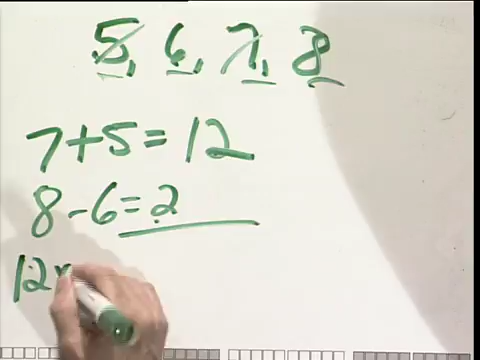 5, 6, 7, 8
7+5=12
8-6=2
12